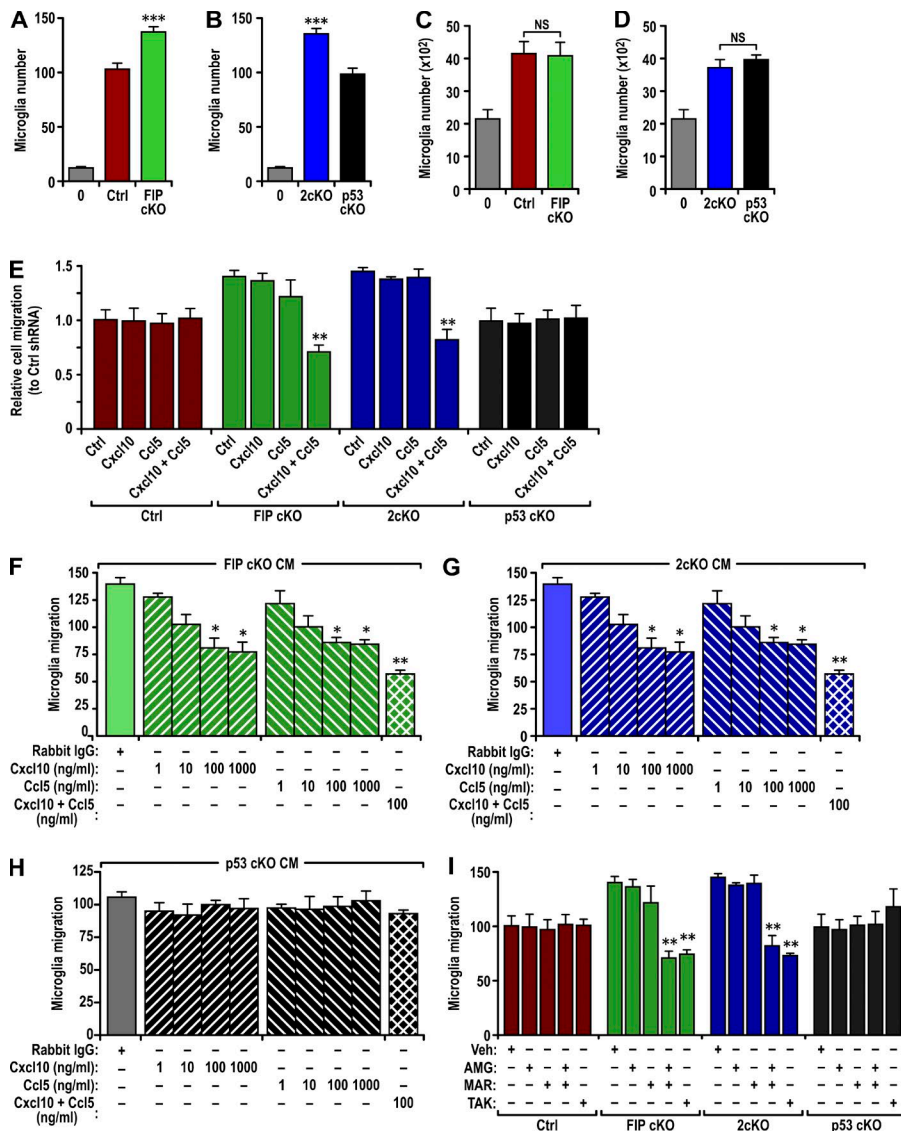 A
Microglia number
150
100
50
0
***
0
Ctrl
FIP
cKO
B
Microglia number
150
100
50
0
***
0
2cKO
p53
cKO
C
Microglia number (x10²)
50
40
30
20
10
0
NS
0
Ctrl
FIP
cKO
D
Microglia number (x10²)
50
40
30
20
10
0
NS
0
2cKO
p53
cKO
E
Relative cell migration
(to Ctrl shRNA)
1.5
1.0
0.5
0
**
**
Ctrl
Cxcl10
Ccl5
Cxcl10 + Ccl5
Ctrl
Cxcl10
Ccl5
Cxcl10 + Ccl5
Ctrl
Cxcl10
Ccl5
Cxcl10 + Ccl5
Ctrl
Cxcl10
Ccl5
Cxcl10 + Ccl5
Ctrl
FIP cKO
2cKO
p53 cKO
F
FIP cKO CM
Microglia migration
150
125
100
75
50
25
0
* * * * **
Rabbit IgG: + – – – – – – – – –
Cxcl10 (ng/ml): – 1 10 100 1000 – – – – –
Ccl5 (ng/ml): – – – – – 1 10 100 1000 –
Cxcl10 + Ccl5 – – – – – – – – – 100
(ng/ml) :
G
2cKO CM
Microglia migration
150
125
100
75
50
25
0
* * * * **
Rabbit IgG: + – – – – – – – – –
Cxcl10 (ng/ml): – 1 10 100 1000 – – – – –
Ccl5 (ng/ml): – – – – – 1 10 100 1000 –
Cxcl10 + Ccl5 – – – – – – – – – 100
(ng/ml) :
H
p53 cKO CM
Microglia migration
125
100
75
50
25
0
Rabbit IgG: + – – – – – – – – –
Cxcl10 (ng/ml): – 1 10 100 1000 – – – – –
Ccl5 (ng/ml): – – – – – 1 10 100 1000 –
Cxcl10 + Ccl5 – – – – – – – – – 100
(ng/ml) :
I
Microglia migration
150
100
50
0
** ** ** **
Veh: + – – – – + – – – – + – – – – + – – – –
AMG: – + – + – – + – + – – + – + – – + – + –
MAR: – – + + – – – + + – – – + + – – – + + –
TAK: – – – – + – – – – + – – – – + – – – – +
Ctrl
FIP cKO
2cKO
p53 cKO